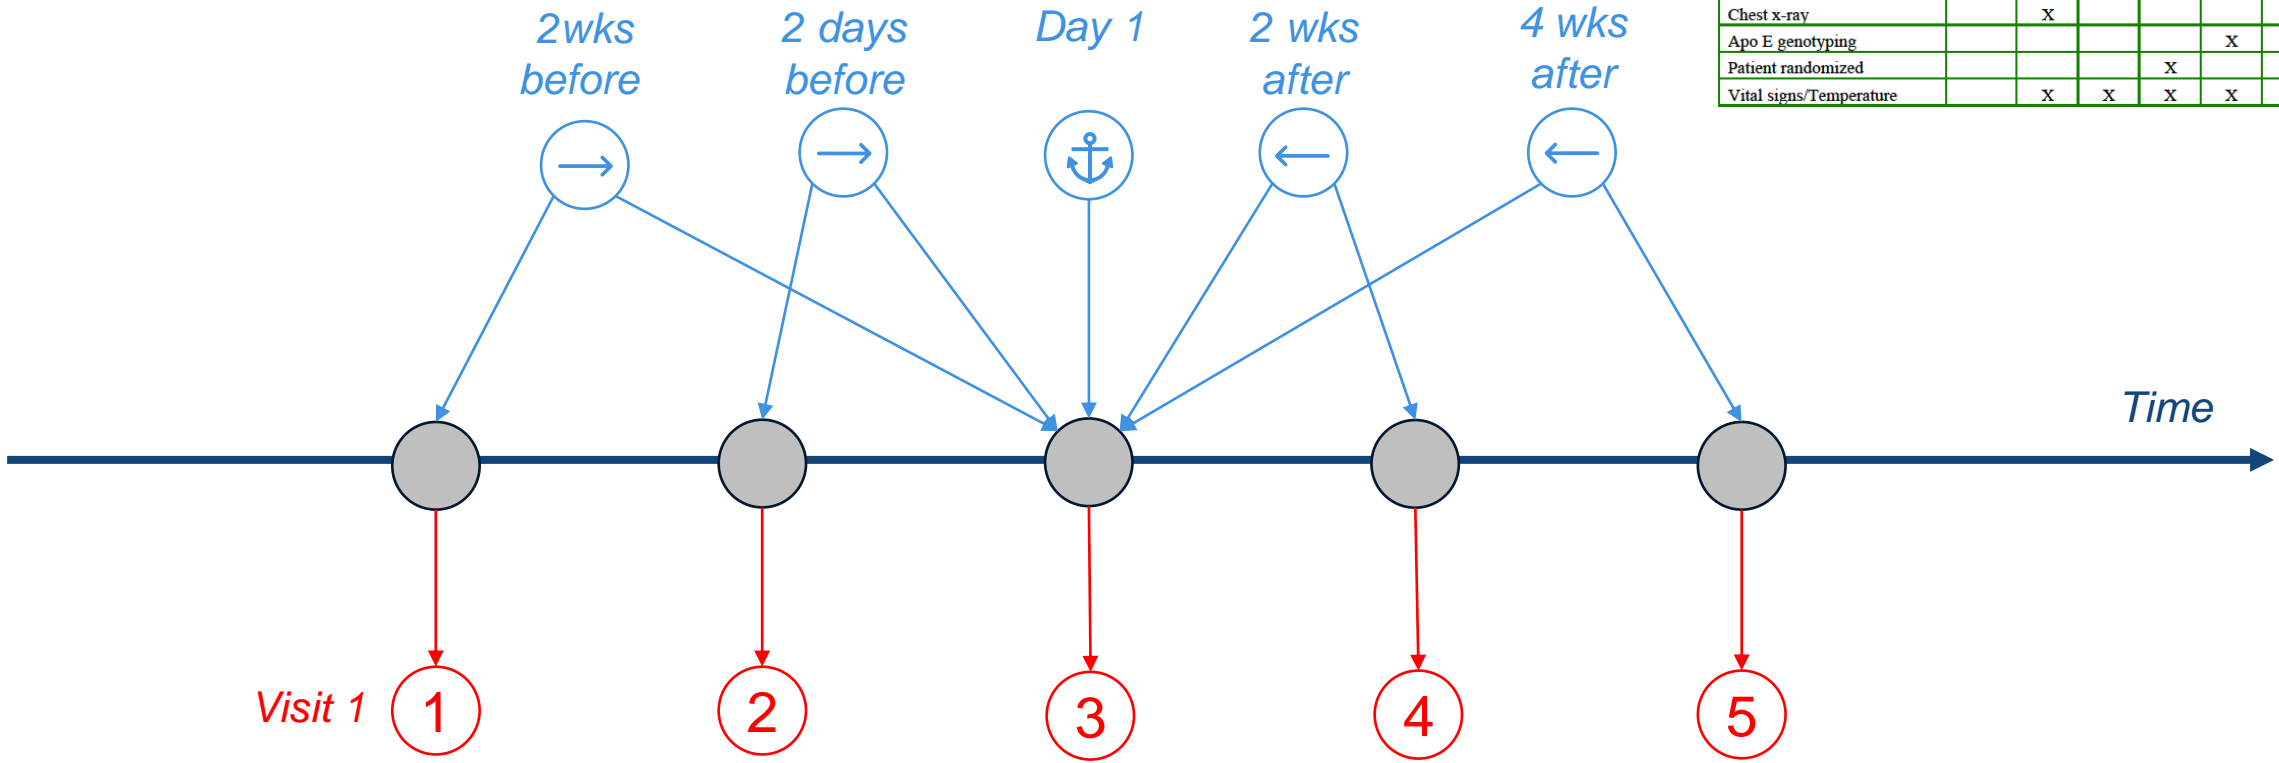 2wks
before
2 days
before
Day 1
2 wks
after
4 wks
after
Chest x-ray X
Apo E genotyping X
Patient randomized X
Vital signs/Temperature X X X X
Time
Visit 1 1 2 3 4 5